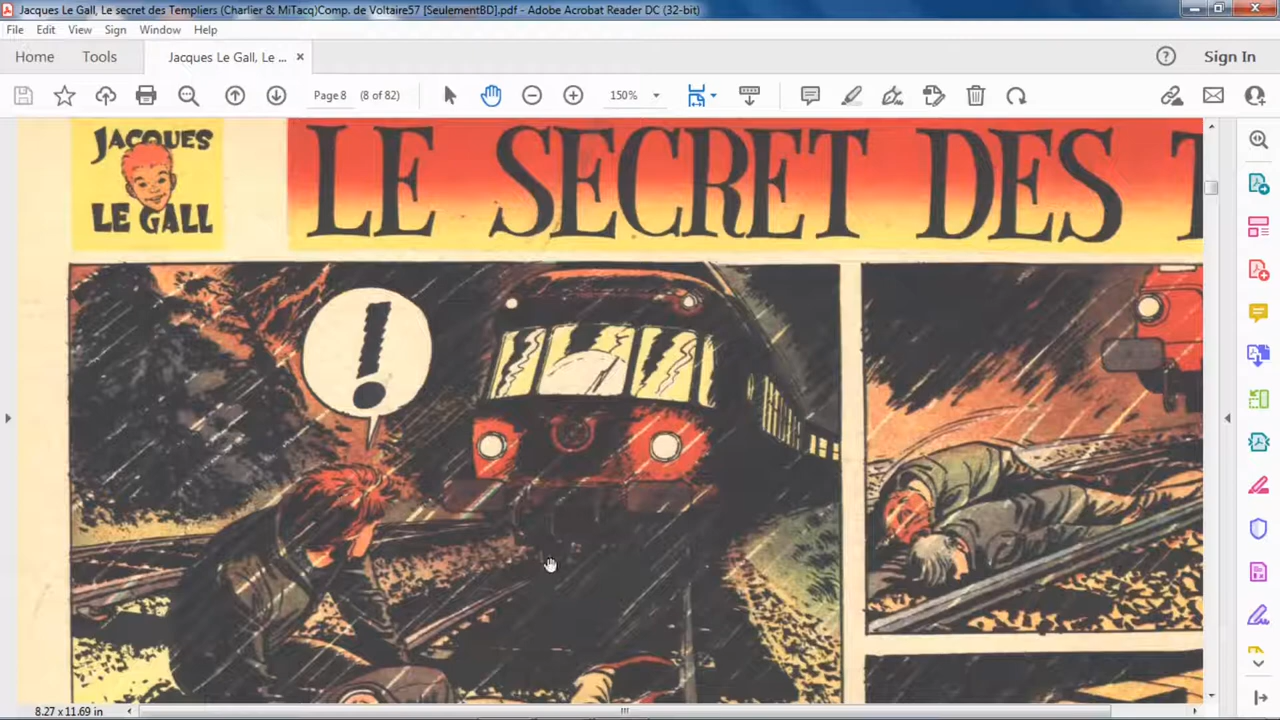 Jacques Le Gall, Le secret des Templiers (Charlier & MiTacq)Comp. de Voltaire57 [SeulementBD].pdf - Adobe Acrobat Reader DC (32-bit)
File Edit View Sign Window Help
Home Tools Jacques Le Gall, Le ... × ? Sign In
Page 8 (8 of 82) 150%
JACQUES
LE GALL
LE SECRET DES T
!
8.27 x 11.69 in